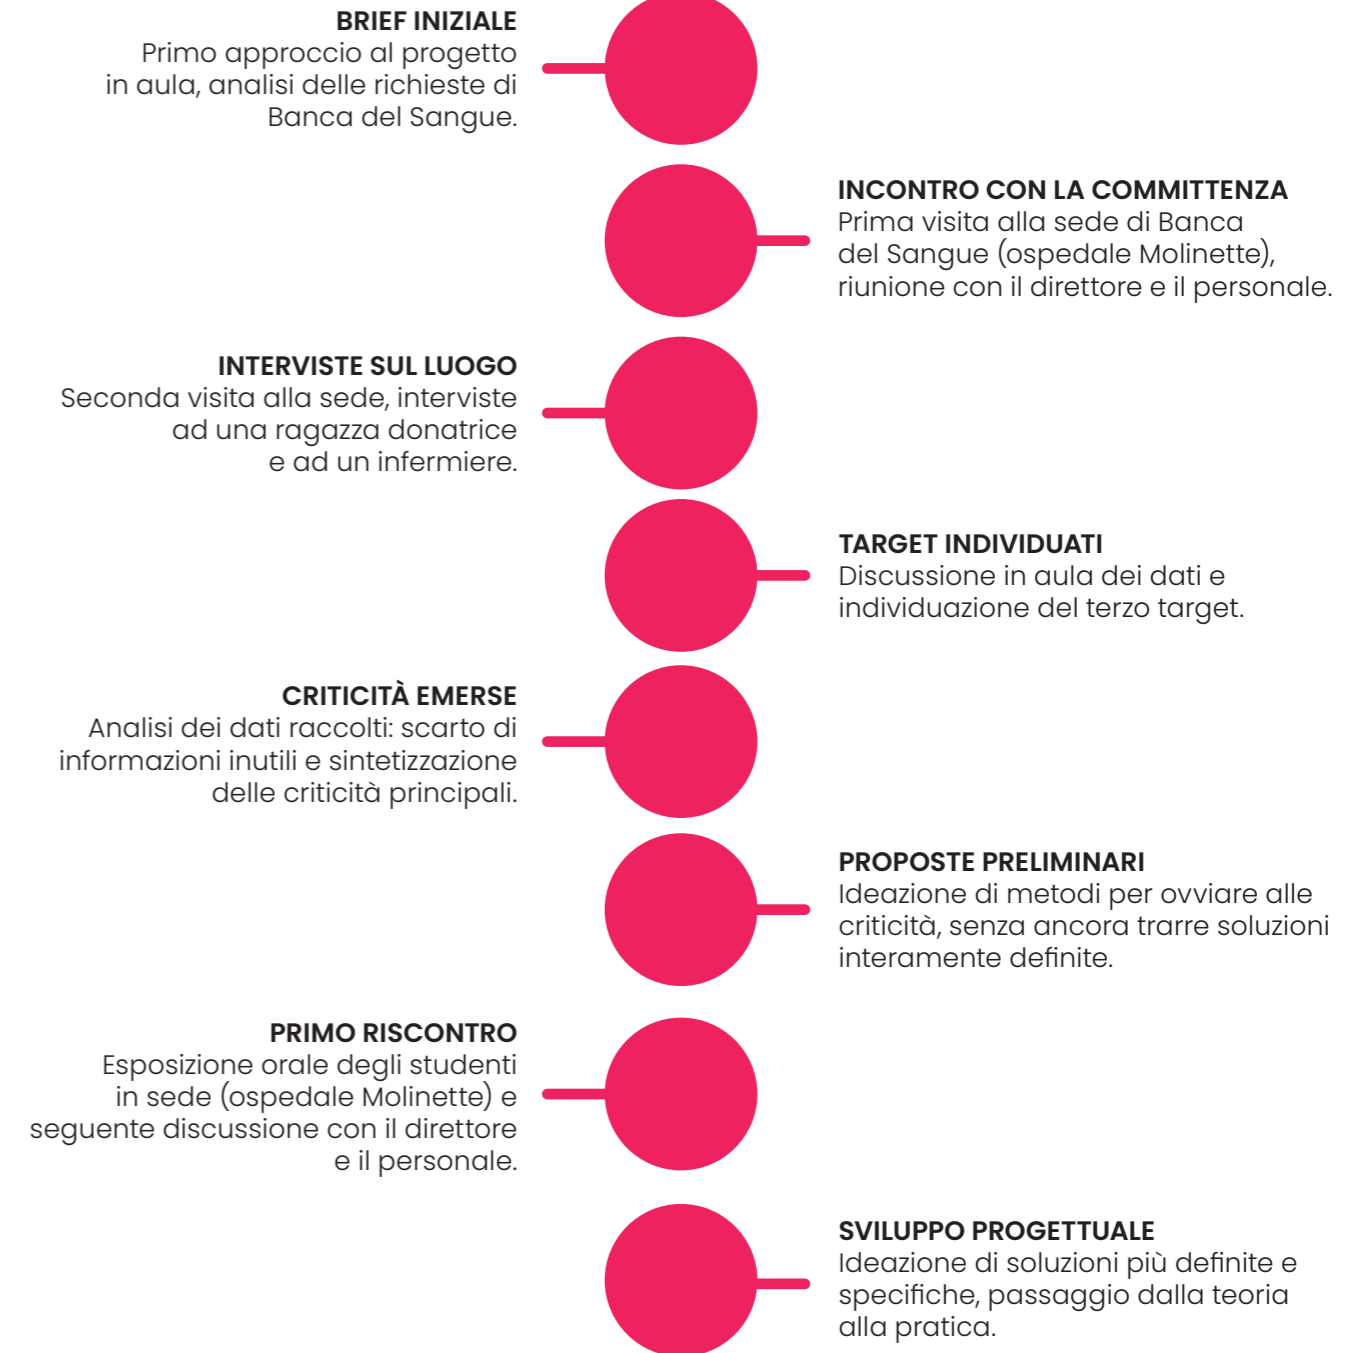 BRIEF INIZIALE
Primo approccio al progetto
in aula, analisi delle richieste di
Banca del Sangue.
INCONTRO CON LA COMMITTENZA
Prima visita alla sede di Banca
del Sangue (ospedale Molinette),
riunione con il direttore e il personale.
INTERVISTE SUL LUOGO
Seconda visita alla sede, interviste
ad una ragazza donatrice
e ad un infermiere.
TARGET INDIVIDUATI
Discussione in aula dei dati e
individuazione del terzo target.
CRITICITÀ EMERSE
Analisi dei dati raccolti: scarto di
informazioni inutili e sintetizzazione
delle criticità principali.
PROPOSTE PRELIMINARI
Ideazione di metodi per ovviare alle
criticità, senza ancora trarre soluzioni
interamente definite.
PRIMO RISCONTRO
Esposizione orale degli studenti
in sede (ospedale Molinette) e
seguente discussione con il direttore
e il personale.
SVILUPPO PROGETTUALE
Ideazione di soluzioni più definite e
specifiche, passaggio dalla teoria
alla pratica.